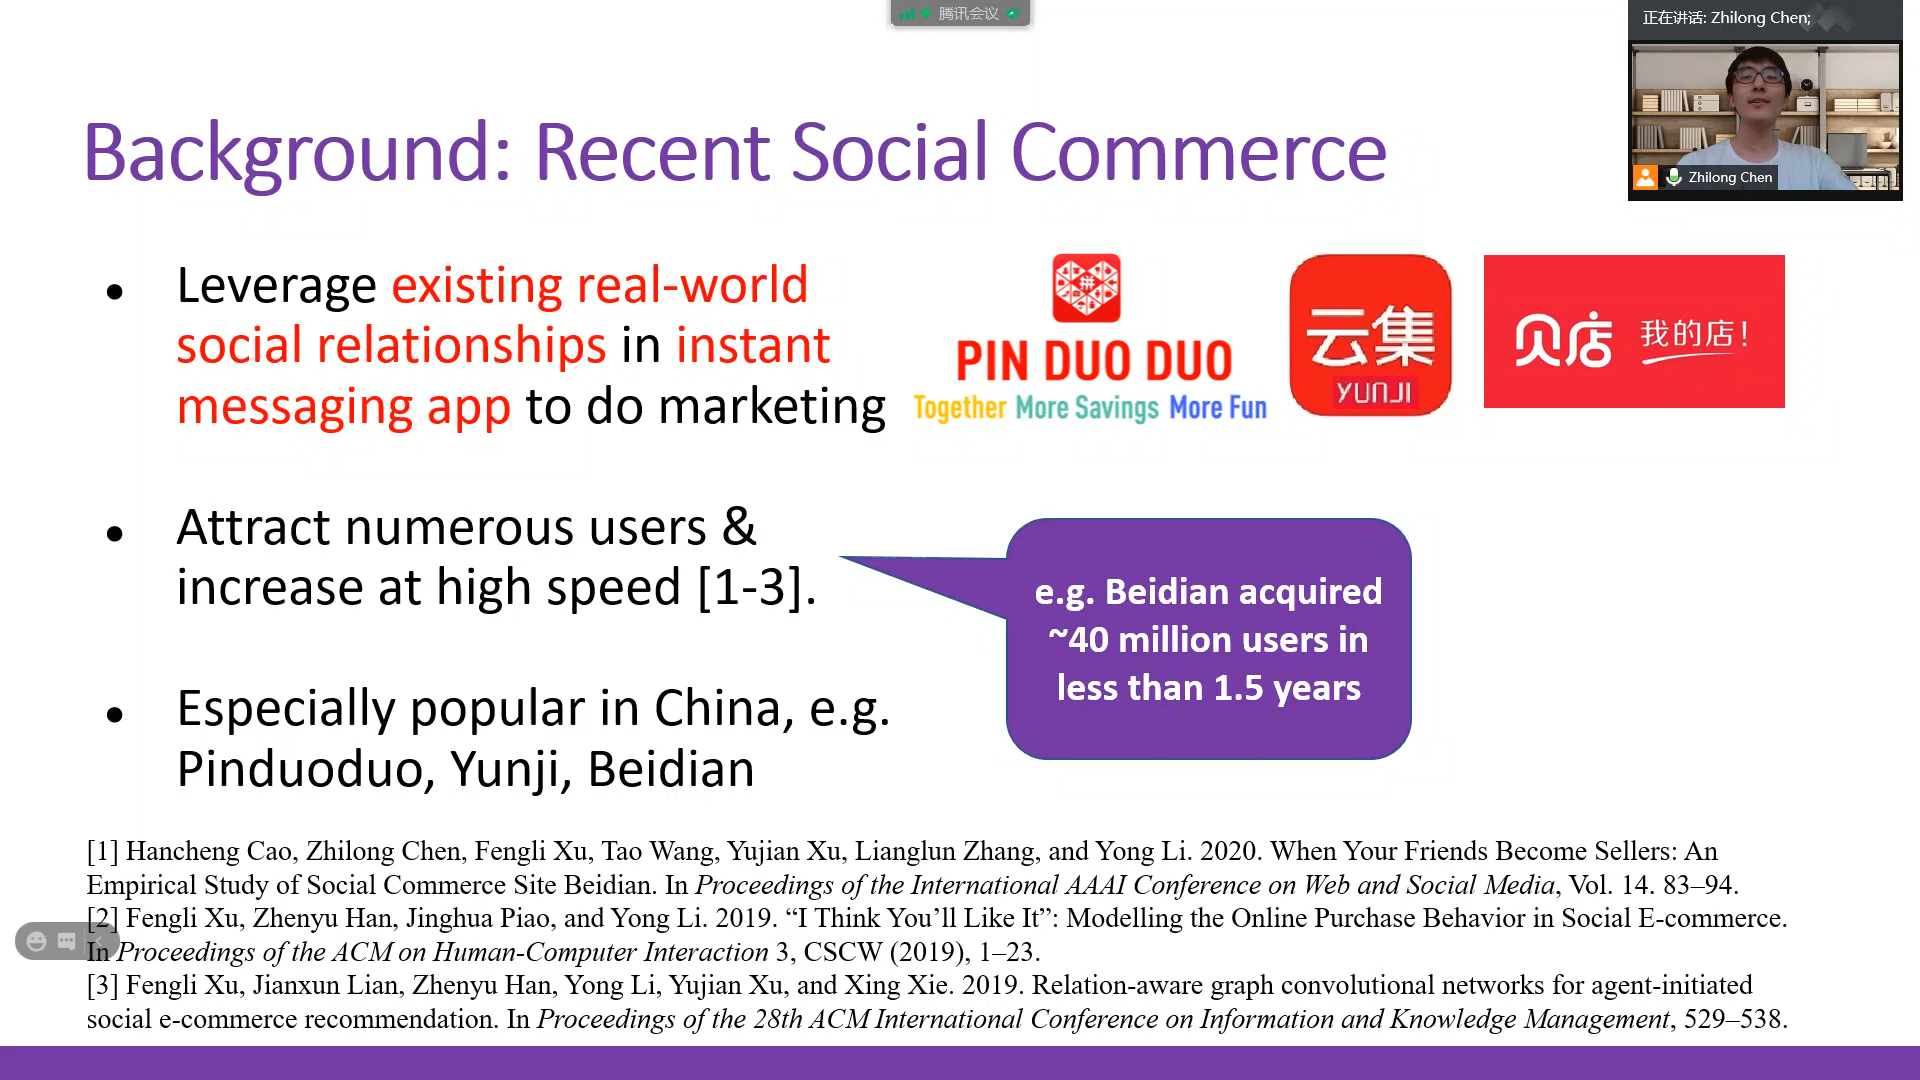 腾讯会议
正在讲话: Zhilong Chen;
Zhilong Chen
Background: Recent Social Commerce
Leverage existing real-world
social relationships in instant
messaging app to do marketing
拼
PIN DUO DUO
Together More Savings More Fun
云集
YUNJI
贝店 我的店!
Attract numerous users &
increase at high speed [1-3].
e.g. Beidian acquired
~40 million users in
less than 1.5 years
Especially popular in China, e.g.
Pinduoduo, Yunji, Beidian
[1] Hancheng Cao, Zhilong Chen, Fengli Xu, Tao Wang, Yujian Xu, Lianglun Zhang, and Yong Li. 2020. When Your Friends Become Sellers: An
Empirical Study of Social Commerce Site Beidian. In Proceedings of the International AAAI Conference on Web and Social Media, Vol. 14. 83–94.
[2] Fengli Xu, Zhenyu Han, Jinghua Piao, and Yong Li. 2019. “I Think You’ll Like It”: Modelling the Online Purchase Behavior in Social E-commerce.
In Proceedings of the ACM on Human-Computer Interaction 3, CSCW (2019), 1–23.
[3] Fengli Xu, Jianxun Lian, Zhenyu Han, Yong Li, Yujian Xu, and Xing Xie. 2019. Relation-aware graph convolutional networks for agent-initiated
social e-commerce recommendation. In Proceedings of the 28th ACM International Conference on Information and Knowledge Management, 529–538.